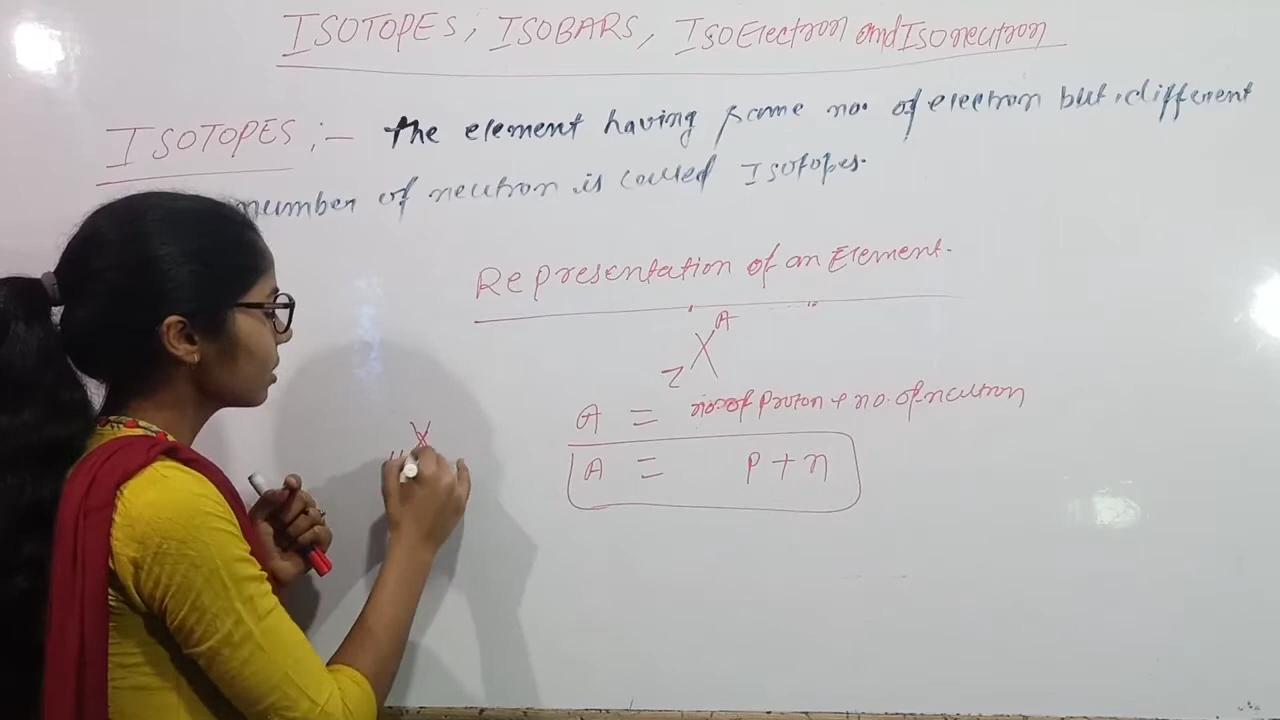 ISOTOPES, ISOBARS, IsoElectron and Isoneutron
ISOTOPES :- The element having same no. of electron but different
number of neutron is called Isotopes.
Representation of an Element.
A
X
Z
A = no. of proton + no. of neutron
A = P + n
X